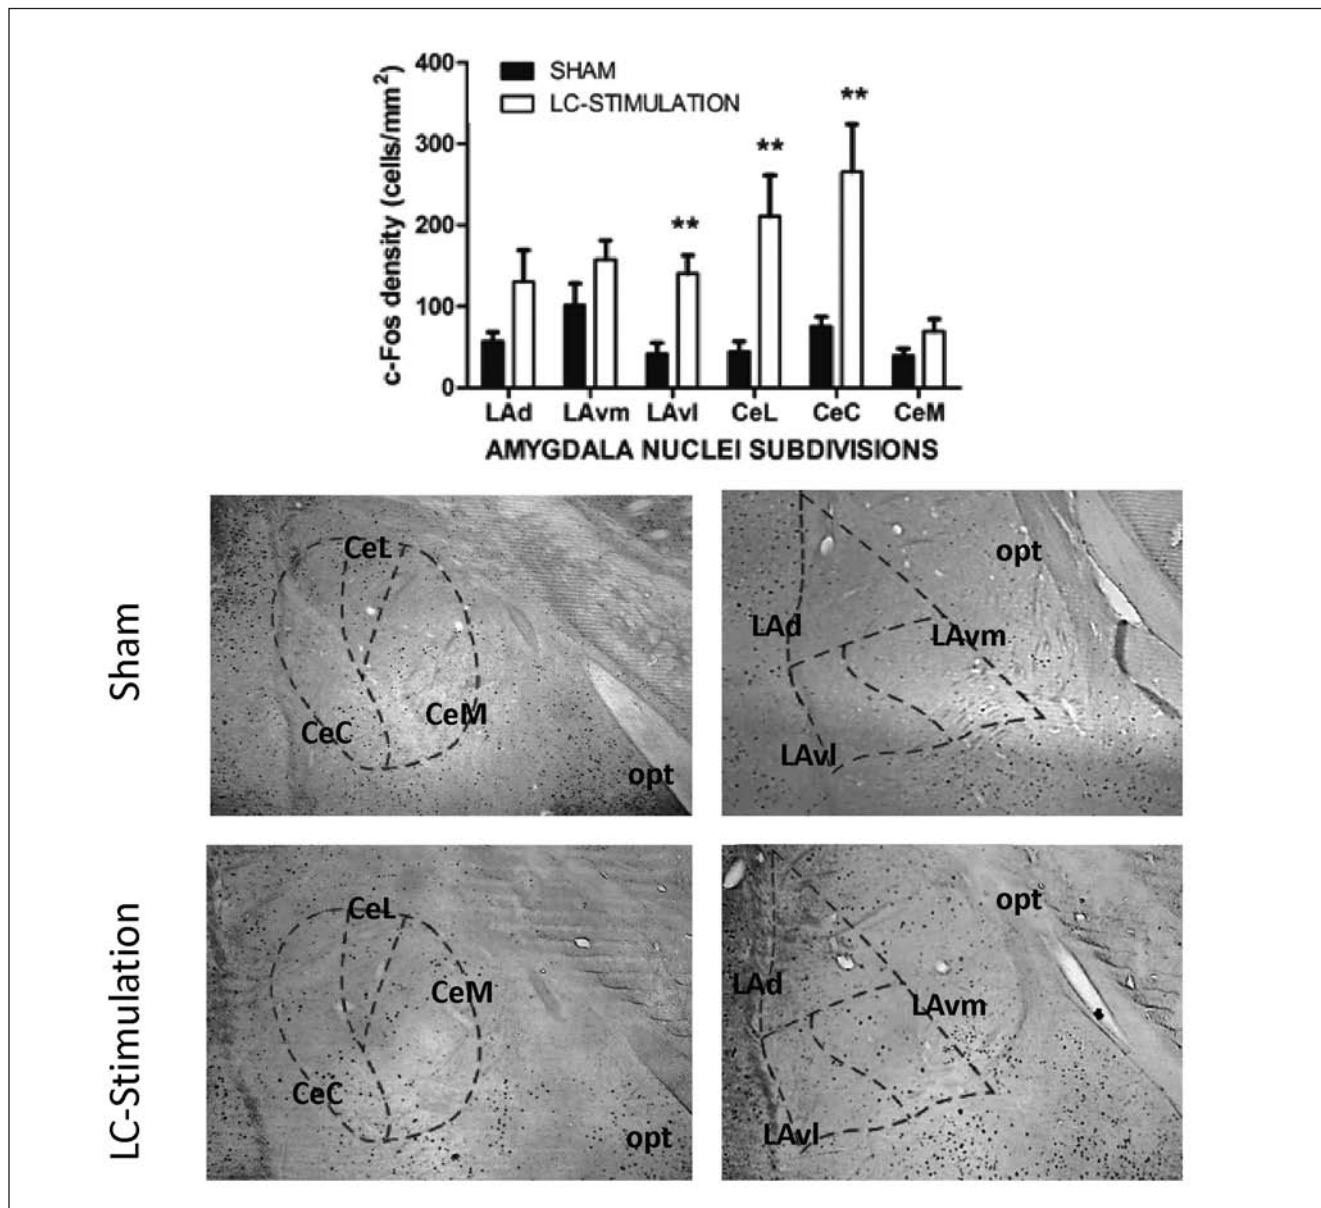 400
300
200
100
0
c-Fos density (cells/mm²)
SHAM
LC-STIMULATION
**
**
**
LAd LAvm LAvl CeL CeC CeM
AMYGDALA NUCLEI SUBDIVISIONS
Sham
CeL
CeM
CeC
opt
opt
LAd
LAvm
LAvl
LC-Stimulation
CeL
CeM
CeC
opt
opt
LAd
LAvm
LAvl